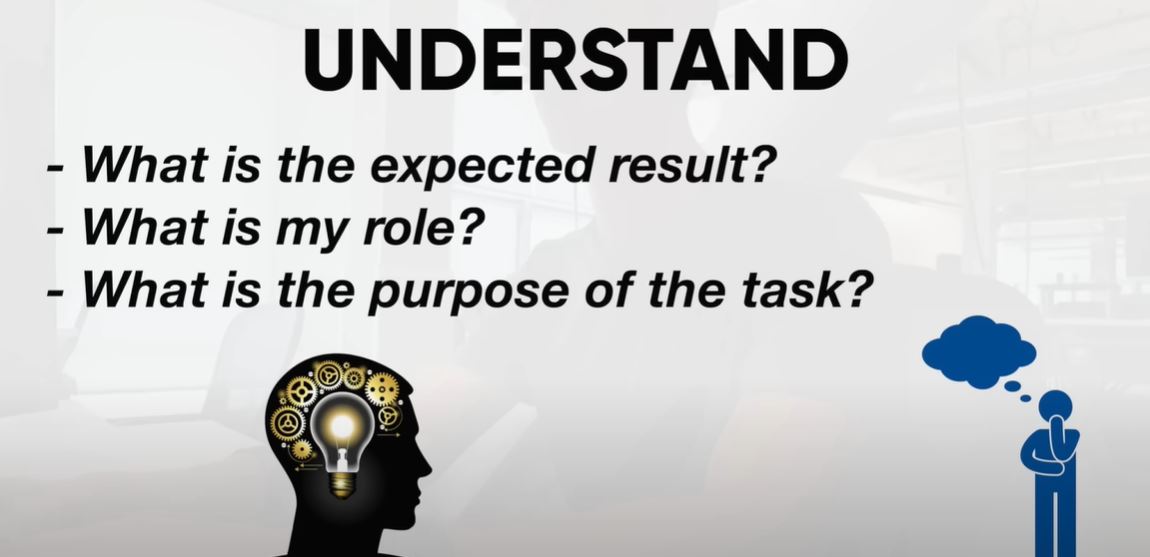 UNDERSTAND
- What is the expected result?
- What is my role?
- What is the purpose of the task?